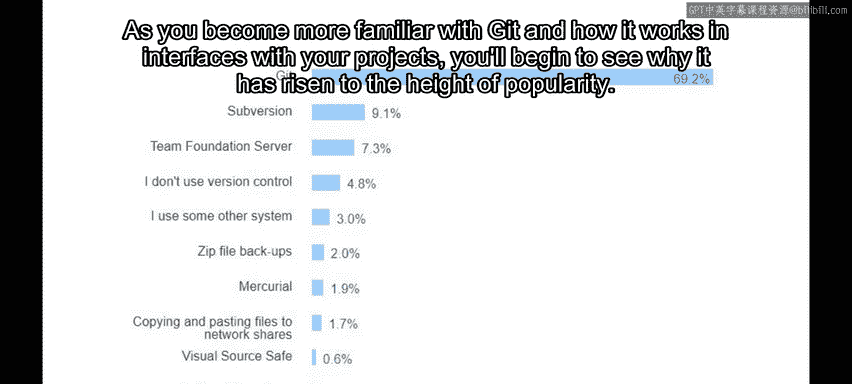 GPT中英字幕课程资源@bilibili.com
As you become more familiar with Git and how it works in
interfaces with your projects, you'll begin to see why it
has risen to the height of popularity.
Git 69.2%
Subversion 9.1%
Team Foundation Server 7.3%
I don't use version control 4.8%
I use some other system 3.0%
Zip file back-ups 2.0%
Mercurial 1.9%
Copying and pasting files to
network shares 1.7%
Visual Source Safe 0.6%